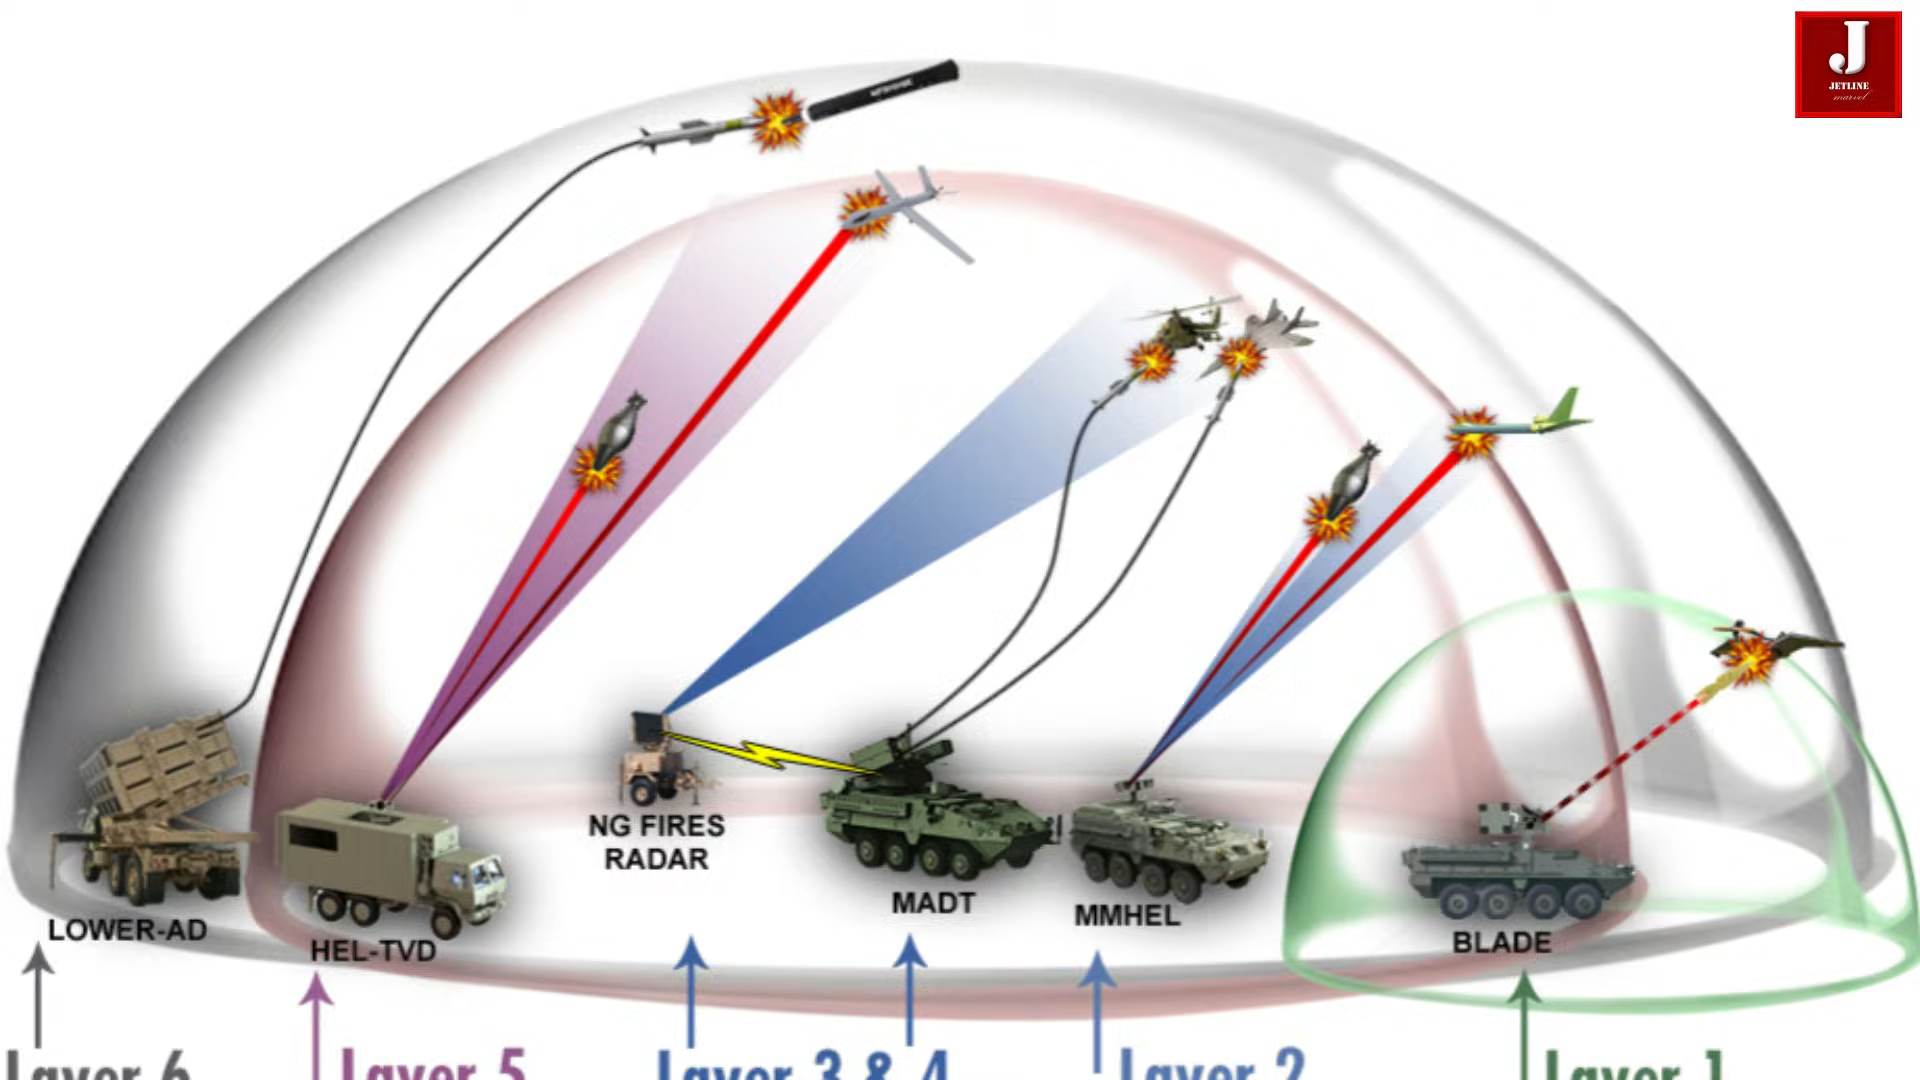 J
JETLINE
marvel
NG FIRES
RADAR
MADT
MMHEL
LOWER-AD
HEL-TVD
BLADE
Layer 6
Layer 5
Layer 3 & 4
Layer 2
Layer 1